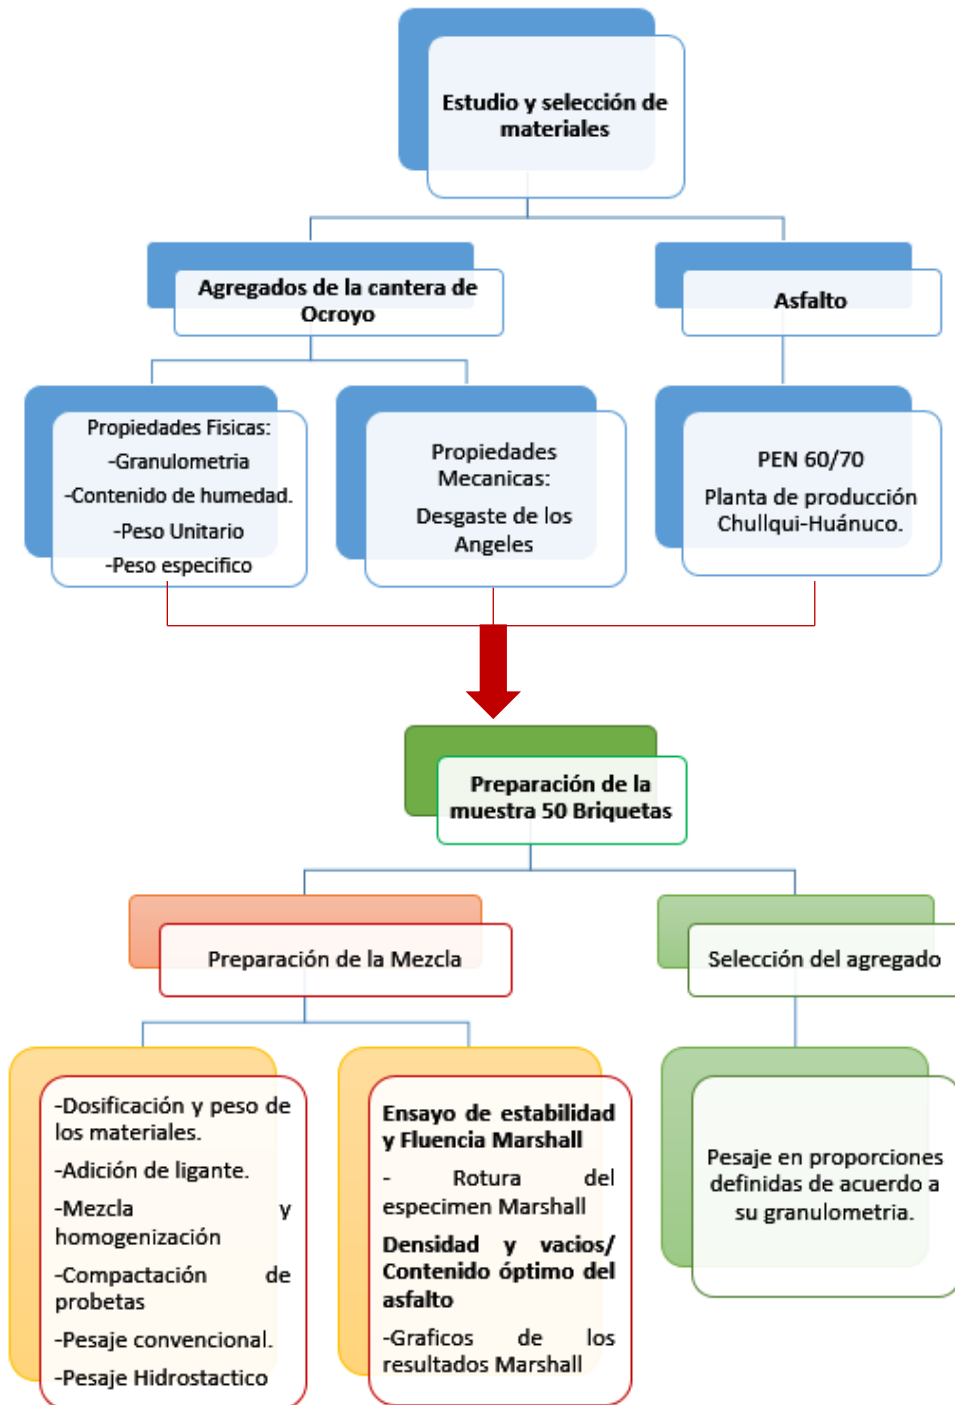 Estudio y selección de
materiales
Agregados de la cantera de
Ocroyo
Asfalto
Propiedades Fisicas:
-Granulometria
-Contenido de humedad.
-Peso Unitario
-Peso especifico
Propiedades
Mecanicas:
Desgaste de los
Angeles
PEN 60/70
Planta de producción
Chullqui-Huánuco.
Preparación de la
muestra 50 Briquetas
Preparación de la Mezcla
Selección del agregado
-Dosificación y peso de
los materiales.
-Adición de ligante.
-Mezcla y
homogenización
-Compactación de
probetas
-Pesaje convencional.
-Pesaje Hidrostactico
Ensayo de estabilidad
y Fluencia Marshall
- Rotura del
especimen Marshall
Densidad y vacios/
Contenido óptimo del
asfalto
-Graficos de los
resultados Marshall
Pesaje en proporciones
definidas de acuerdo a
su granulometria.